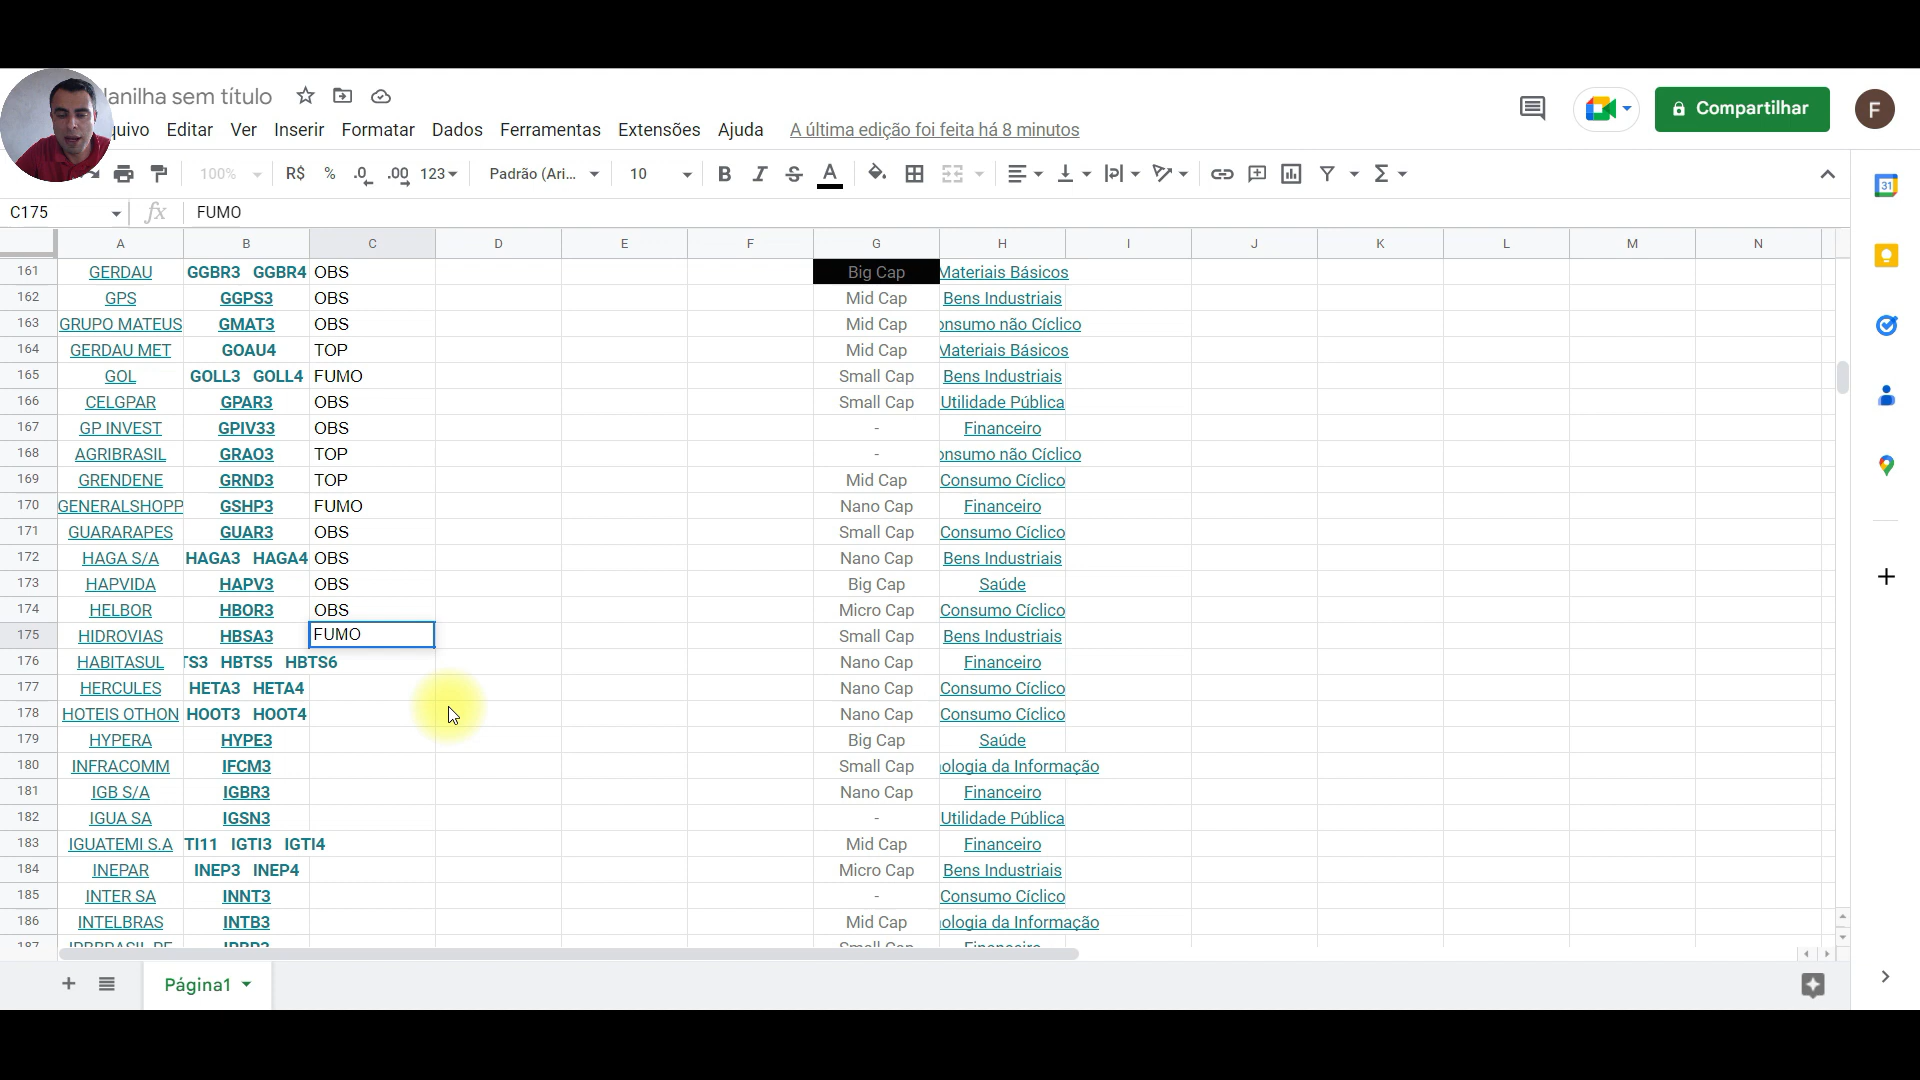 lanilha sem título
quivo Editar Ver Inserir Formatar Dados Ferramentas Extensões Ajuda A última edição foi feita há 8 minutos
Compartilhar
F
100% R$ % .0 .00 123 Padrão (Ari... 10 B I S A
31
C175 fx FUMO
A B C D E F G H I J K L M N
161 GERDAU GGBR3 GGBR4 OBS Big Cap Materiais Básicos
162 GPS GGPS3 OBS Mid Cap Bens Industriais
163 GRUPO MATEUS GMAT3 OBS Mid Cap onsumo não Cíclico
164 GERDAU MET GOAU4 TOP Mid Cap Materiais Básicos
165 GOL GOLL3 GOLL4 FUMO Small Cap Bens Industriais
166 CELGPAR GPAR3 OBS Small Cap Utilidade Pública
167 GP INVEST GPIV33 OBS - Financeiro
168 AGRIBRASIL GRAO3 TOP - onsumo não Cíclico
169 GRENDENE GRND3 TOP Mid Cap Consumo Cíclico
170 GENERALSHOPP GSHP3 FUMO Nano Cap Financeiro
171 GUARARAPES GUAR3 OBS Small Cap Consumo Cíclico
172 HAGA S/A HAGA3 HAGA4 OBS Nano Cap Bens Industriais
173 HAPVIDA HAPV3 OBS Big Cap Saúde
174 HELBOR HBOR3 OBS Micro Cap Consumo Cíclico
175 HIDROVIAS HBSA3 FUMO Small Cap Bens Industriais
176 HABITASUL TS3 HBTS5 HBTS6 Nano Cap Financeiro
177 HERCULES HETA3 HETA4 Nano Cap Consumo Cíclico
178 HOTEIS OTHON HOOT3 HOOT4 Nano Cap Consumo Cíclico
179 HYPERA HYPE3 Big Cap Saúde
180 INFRACOMM IFCM3 Small Cap ologia da Informação
181 IGB S/A IGBR3 Nano Cap Financeiro
182 IGUA SA IGSN3 - Utilidade Pública
183 IGUATEMI S.A TI11 IGTI3 IGTI4 Mid Cap Financeiro
184 INEPAR INEP3 INEP4 Micro Cap Bens Industriais
185 INTER SA INNT3 - Consumo Cíclico
186 INTELBRAS INTB3 Mid Cap ologia da Informação
187 Small Cap Financeiro
Página1